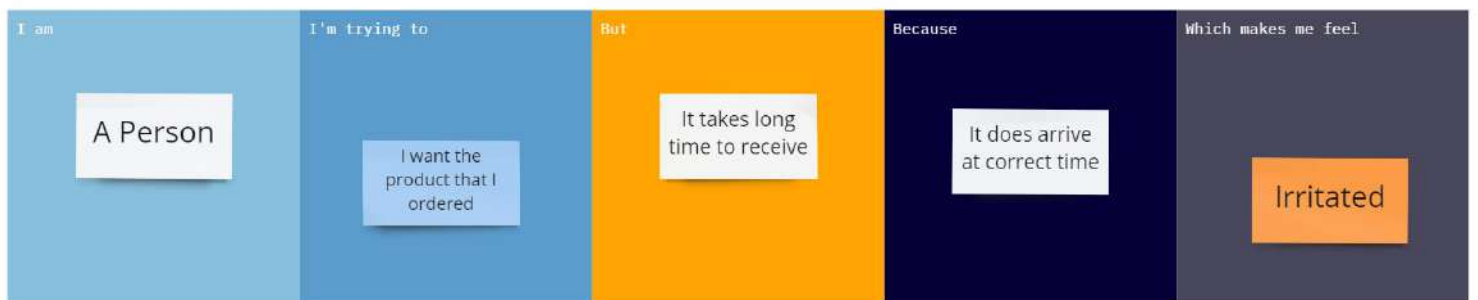 I am
A Person
I'm trying to
I want the
product that I
ordered
But
It takes long
time to receive
Because
It does arrive
at correct time
Which makes me feel
Irritated